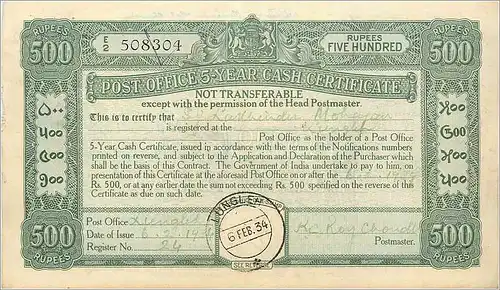 RUPEES
500
E/2 508304
RUPEES
FIVE HUNDRED
RUPEES
500
POST OFFICE 5-YEAR CASH CERTIFICATE
NOT TRANSFERABLE
except with the permission of the Head Postmaster.
This is to certify that
is registered at the Post Office as the holder of a Post Office
5-Year Cash Certificate, issued in accordance with the terms of the Notifications numbers
printed on reverse, and subject to the Application and Declaration of the Purchaser which
shall be the basis of this Contract. The Government of India undertake to pay to him, on
presentation of this Certificate at the aforesaid Post Office on or after the
Rs. 500, or at any earlier date the sum not exceeding Rs. 500 specified on the reverse of this
Certificate as due on such date.
Post Office
Date of Issue 6.2.19
Register No. 24
6 FEB. 34
SEE REVERSE
Postmaster.
500
RUPEES
500
RUPEES